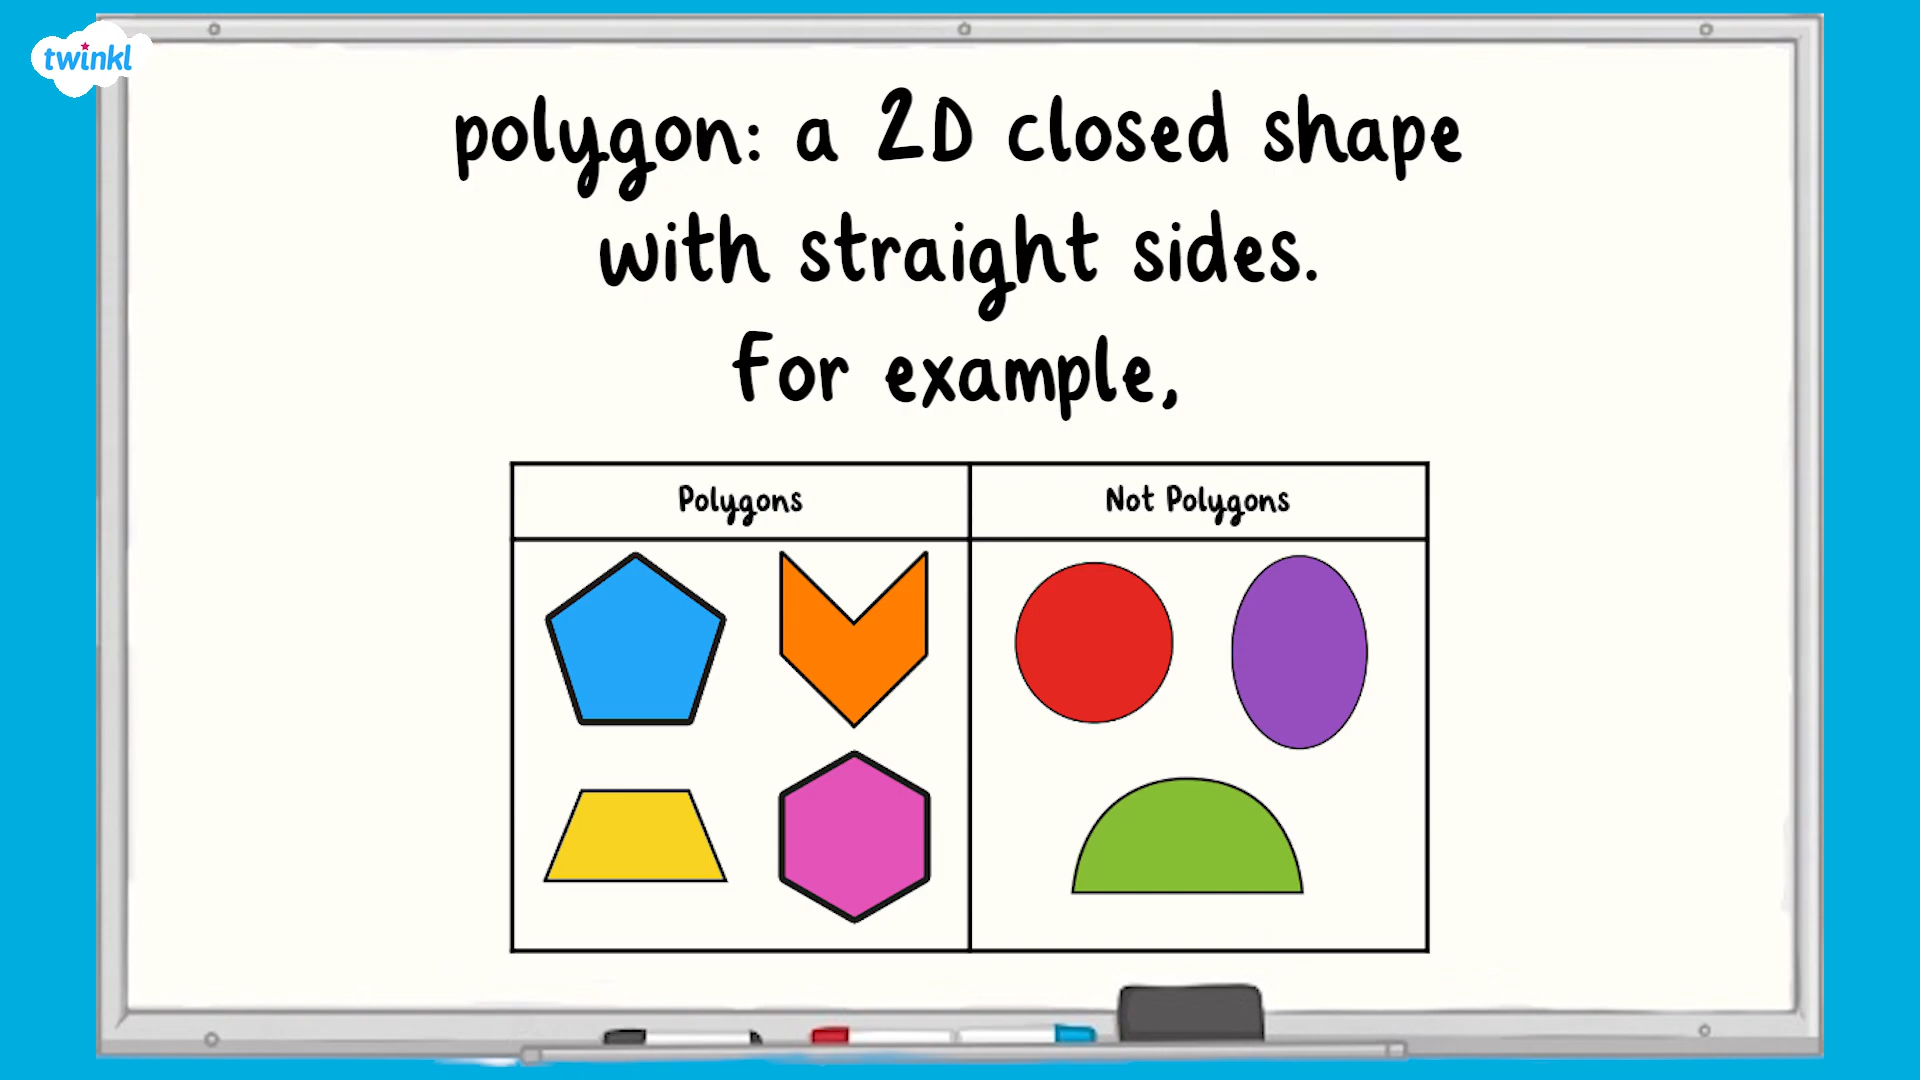 twinkl
polygon: a 2D closed shape
with straight sides.
For example,
Polygons
Not Polygons